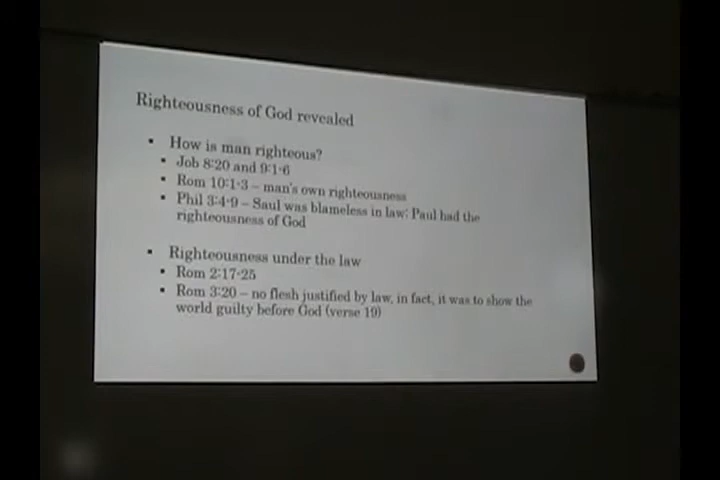 Righteousness of God revealed
▪ How is man righteous?
▪ Job 8:20 and 9:1-6
▪ Rom 10:1-3 – man's own righteousness
▪ Phil 3:4-9 – Saul was blameless in law; Paul had the
righteousness of God
▪ Righteousness under the law
▪ Rom 2:17-25
▪ Rom 3:20 – no flesh justified by law, in fact, it was to show the
world guilty before God (verse 19)